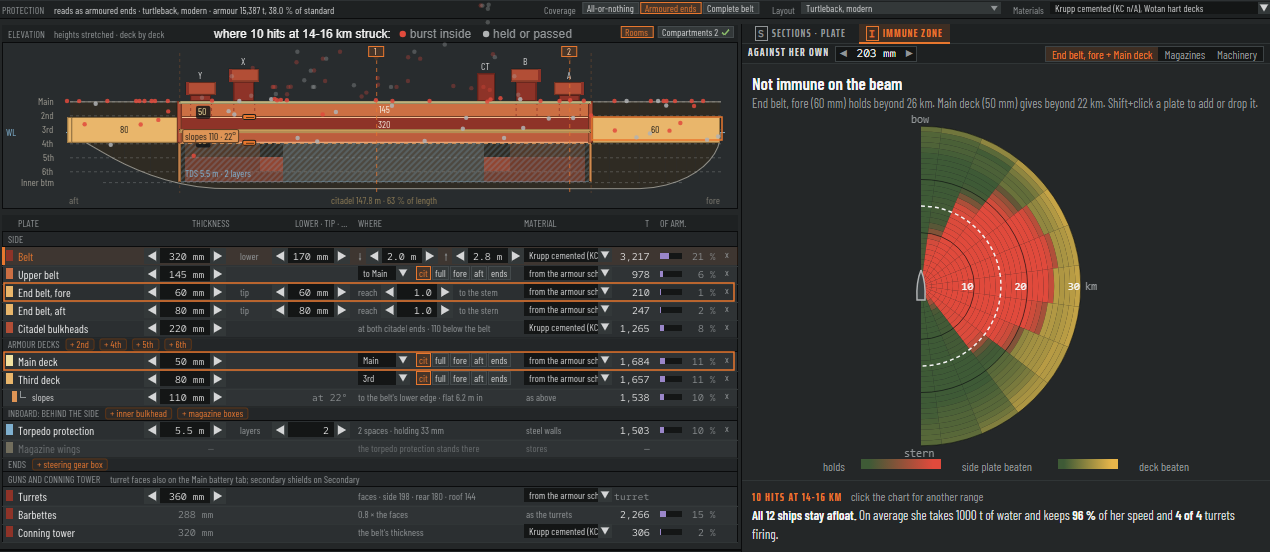 PROTECTION reads as armoured ends · turtleback, modern · armour 15,387 t, 38.0 % of standard Coverage All-or-nothing Armoured ends Complete belt Layout Turtleback, modern Materials Krupp cemented (KC n/A), Wotan hart decks
ELEVATION heights stretched · deck by deck where 10 hits at 14-16 km struck: burst inside held or passed Rooms Compartments 2 ✓
1 2
Y X CT B A
Main
2nd
3rd
4th
5th
6th
Inner btm
WL
50 145
320
80 60
slopes 110 · 22°
TDS 5.5 m · 2 layers
aft citadel 147.8 m · 63 % of length fore
PLATE THICKNESS LOWER · TIP ·... WHERE MATERIAL T OF ARM.
SIDE
Belt 320 mm lower 170 mm ↓ 2.0 m ↑ 2.8 m Krupp cemented (KC 3,217 21 % x
Upper belt 145 mm to Main cit full fore aft ends from the armour sch 978 6 % x
End belt, fore 60 mm tip 60 mm reach 1.0 to the stem from the armour sch 210 1 % x
End belt, aft 80 mm tip 80 mm reach 1.0 to the stern from the armour sch 247 2 % x
Citadel bulkheads 220 mm at both citadel ends · 110 below the belt Krupp cemented (KC 1,265 8 % x
ARMOUR DECKS + 2nd + 4th + 5th + 6th
Main deck 50 mm Main cit full fore aft ends from the armour sch 1,684 11 % x
Third deck 80 mm 3rd cit full fore aft ends from the armour sch 1,657 11 % x
slopes 110 mm at 22° to the belt's lower edge · flat 6.2 m in as above 1,538 10 % x
INBOARD: BEHIND THE SIDE + inner bulkhead + magazine boxes
Torpedo protection 5.5 m layers 2 2 spaces · holding 33 mm steel walls 1,503 10 % x
Magazine wings — the torpedo protection stands there stores —
ENDS + steering gear box
GUNS AND CONNING TOWER turret faces also on the Main battery tab; secondary shields on Secondary
Turrets 360 mm faces · side 198 · rear 180 · roof 144 from the armour sch turret
Barbettes 288 mm 0.8 × the faces as the turrets 2,266 15 %
Conning tower 320 mm the belt's thickness Krupp cemented (KC 306 2 %
S SECTIONS · PLATE I IMMUNE ZONE
AGAINST HER OWN 203 mm End belt, fore + Main deck Magazines Machinery
Not immune on the beam
End belt, fore (60 mm) holds beyond 26 km. Main deck (50 mm) gives beyond 22 km. Shift+click a plate to add or drop it.
bow
10 20 30 km
stern
holds side plate beaten deck beaten
10 HITS AT 14-16 KM click the chart for another range
All 12 ships stay afloat. On average she takes 1000 t of water and keeps 96 % of her speed and 4 of 4 turrets
firing.